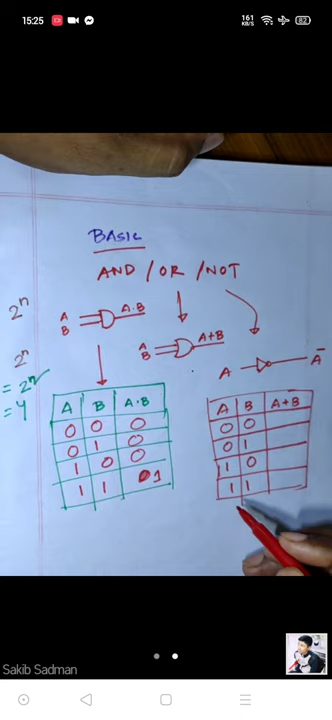 15:25
161 KB/S
82
BASIC
AND / OR / NOT
2ⁿ
A
B
A·B
A
B
A+B
2ⁿ
= 2ⁿ
= 4
A
A̅
A B A·B
0 0 0
0 1 0
1 0 0
1 1 1
A B A+B
0 0
0 1
1 0
1 1
Sakib Sadman